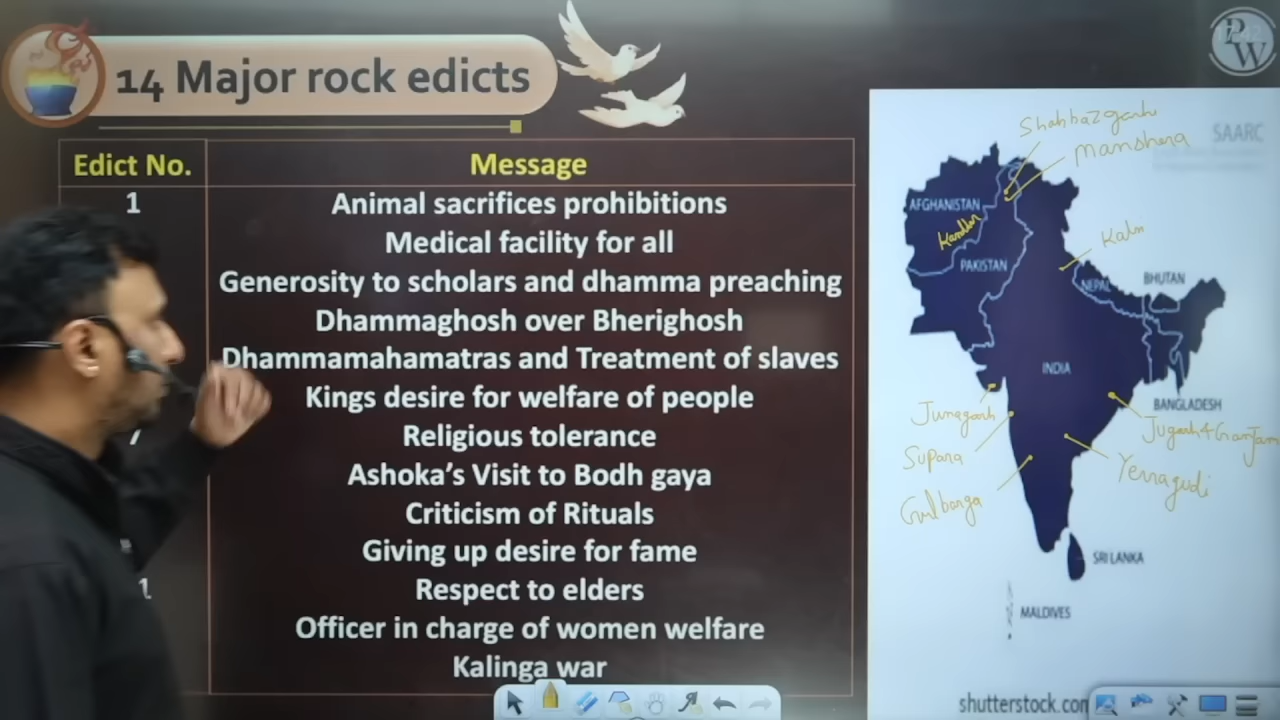 14 Major rock edicts
PW
Edict No. Message
1 Animal sacrifices prohibitions
Medical facility for all
Generosity to scholars and dhamma preaching
Dhammaghosh over Bherighosh
Dhammamahamatras and Treatment of slaves
Kings desire for welfare of people
Religious tolerance
Ashoka’s Visit to Bodh gaya
Criticism of Rituals
Giving up desire for fame
Respect to elders
Officer in charge of women welfare
Kalinga war
Shahbazgarhi
SAARC
Manshera
AFGHANISTAN
Kandhar
Kalsi
PAKISTAN
NEPAL
BHUTAN
INDIA
BANGLADESH
Junagarh
Jugarh & Ganjam
Supara
Yerragudi
Gulbarga
SRI LANKA
MALDIVES
shutterstock.com